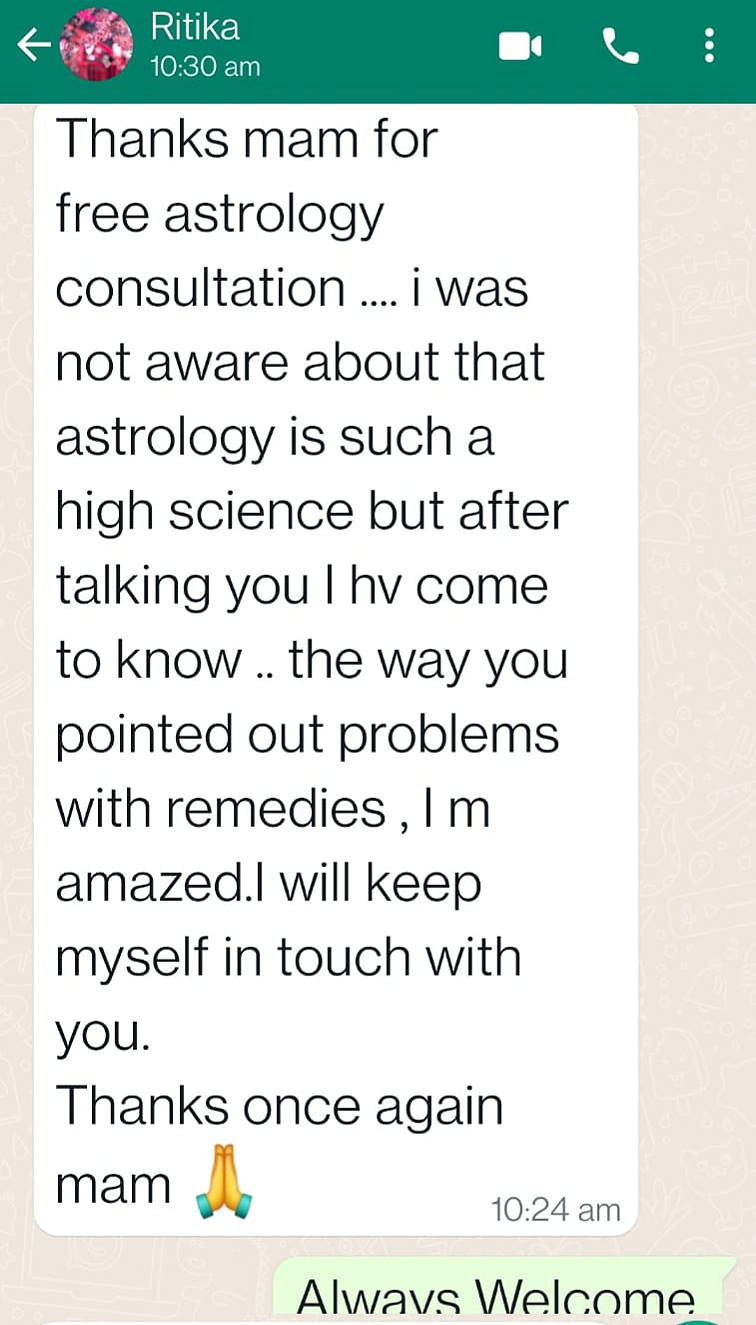 Ritika
10:30 am
Thanks mam for
free astrology
consultation .... i was
not aware about that
astrology is such a
high science but after
talking you I hv come
to know .. the way you
pointed out problems
with remedies , I m
amazed.I will keep
myself in touch with
you.
Thanks once again
mam 🙏
10:24 am
Always Welcome